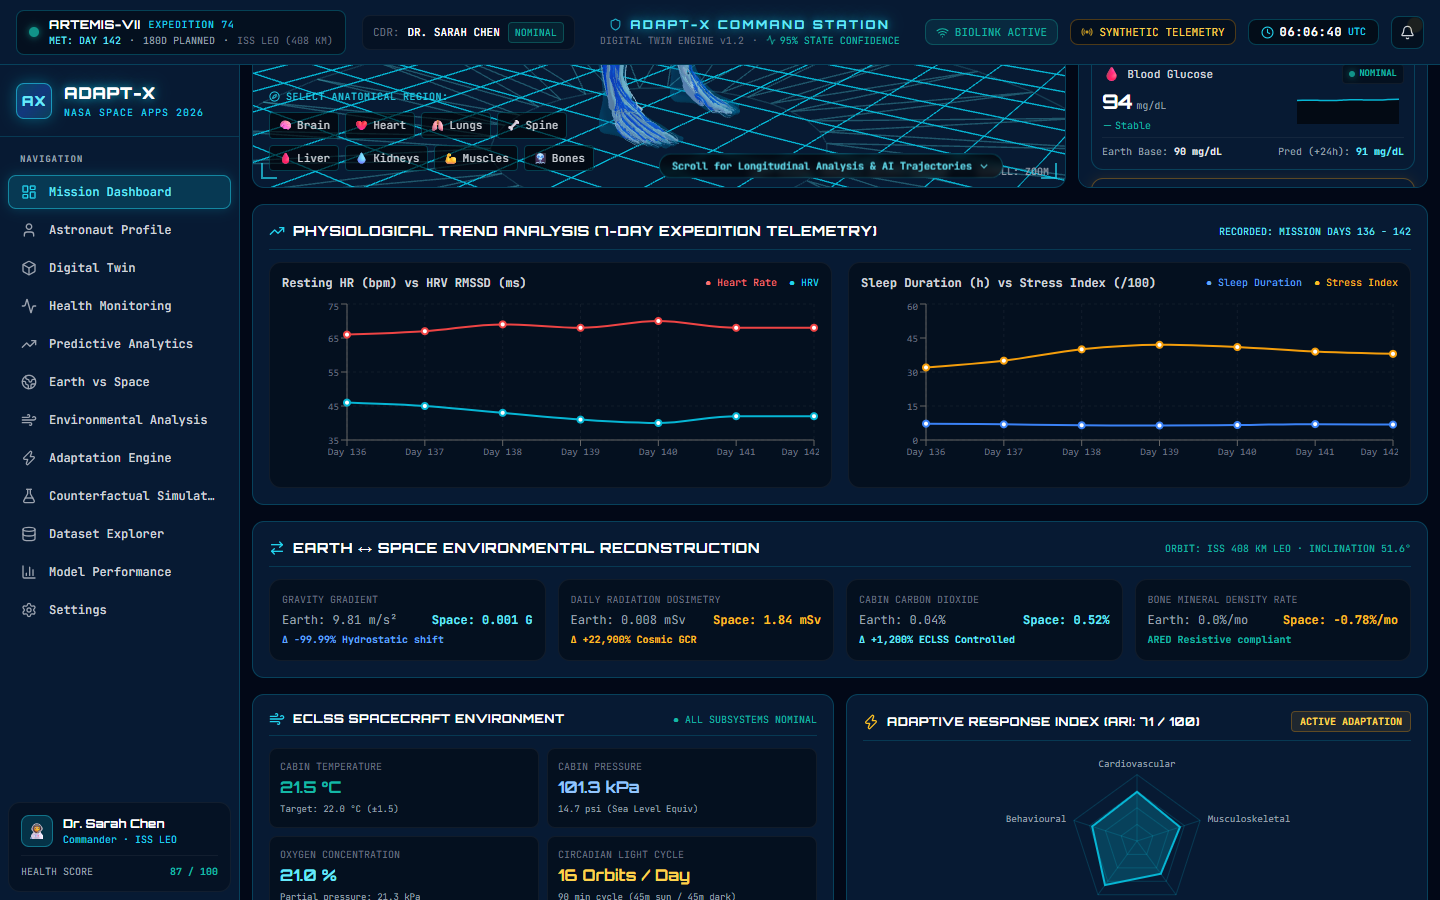 ARTEMIS-VII EXPEDITION 74
MET: DAY 142 · 180D PLANNED · ISS LEO (408 KM)
CDR: DR. SARAH CHEN NOMINAL
ADAPT-X COMMAND STATION
DIGITAL TWIN ENGINE v1.2 · 95% STATE CONFIDENCE
BIOLINK ACTIVE
SYNTHETIC TELEMETRY
06:06:40 UTC
AX
ADAPT-X
NASA SPACE APPS 2026
NAVIGATION
Mission Dashboard
Astronaut Profile
Digital Twin
Health Monitoring
Predictive Analytics
Earth vs Space
Environmental Analysis
Adaptation Engine
Counterfactual Simulat…
Dataset Explorer
Model Performance
Settings
Dr. Sarah Chen
Commander · ISS LEO
HEALTH SCORE 87 / 100
SELECT ANATOMICAL REGION:
Brain Heart Lungs Spine
Liver Kidneys Muscles Bones
Scroll for Longitudinal Analysis & AI Trajectories
LL: ZOOM
Blood Glucose NOMINAL
94 mg/dL
— Stable
Earth Base: 90 mg/dL Pred (+24h): 91 mg/dL
PHYSIOLOGICAL TREND ANALYSIS (7-DAY EXPEDITION TELEMETRY)
RECORDED: MISSION DAYS 136 - 142
Resting HR (bpm) vs HRV RMSSD (ms)
Heart Rate HRV
75
65
55
45
35
Day 136 Day 137 Day 138 Day 139 Day 140 Day 141 Day 142
Sleep Duration (h) vs Stress Index (/100)
Sleep Duration Stress Index
60
45
30
15
0
Day 136 Day 137 Day 138 Day 139 Day 140 Day 141 Day 142
EARTH ↔ SPACE ENVIRONMENTAL RECONSTRUCTION
ORBIT: ISS 408 KM LEO · INCLINATION 51.6°
GRAVITY GRADIENT
Earth: 9.81 m/s² Space: 0.001 G
Δ -99.99% Hydrostatic shift
DAILY RADIATION DOSIMETRY
Earth: 0.008 mSv Space: 1.84 mSv
Δ +22,900% Cosmic GCR
CABIN CARBON DIOXIDE
Earth: 0.04% Space: 0.52%
Δ +1,200% ECLSS Controlled
BONE MINERAL DENSITY RATE
Earth: 0.0%/mo Space: -0.78%/mo
ARED Resistive compliant
ECLSS SPACECRAFT ENVIRONMENT
ALL SUBSYSTEMS NOMINAL
CABIN TEMPERATURE
21.5 °C
Target: 22.0 °C (±1.5)
CABIN PRESSURE
101.3 kPa
14.7 psi (Sea Level Equiv)
OXYGEN CONCENTRATION
21.0 %
Partial pressure: 21.3 kPa
CIRCADIAN LIGHT CYCLE
16 Orbits / Day
90 min cycle (45m sun / 45m dark)
ADAPTIVE RESPONSE INDEX (ARI: 71 / 100)
ACTIVE ADAPTATION
Cardiovascular
Behavioural
Musculoskeletal